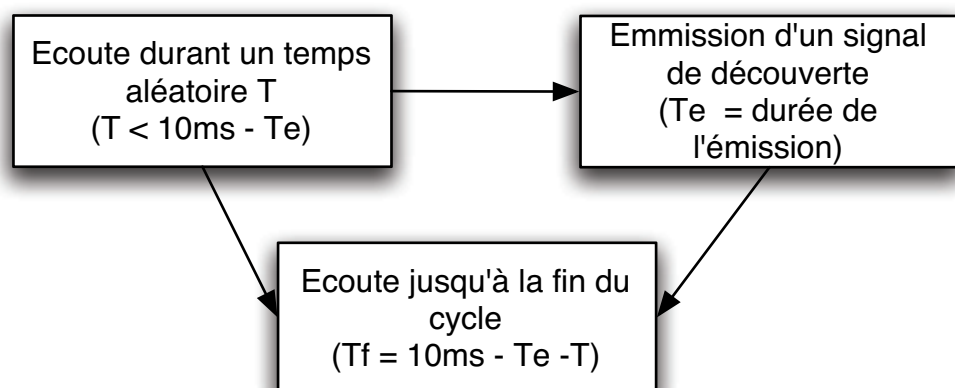 Ecoute durant un temps
aléatoire T
(T < 10ms - Te)
Emmission d'un signal
de découverte
(Te = durée de
l'émission)
Ecoute jusqu'à la fin du
cycle
(Tf = 10ms - Te -T)